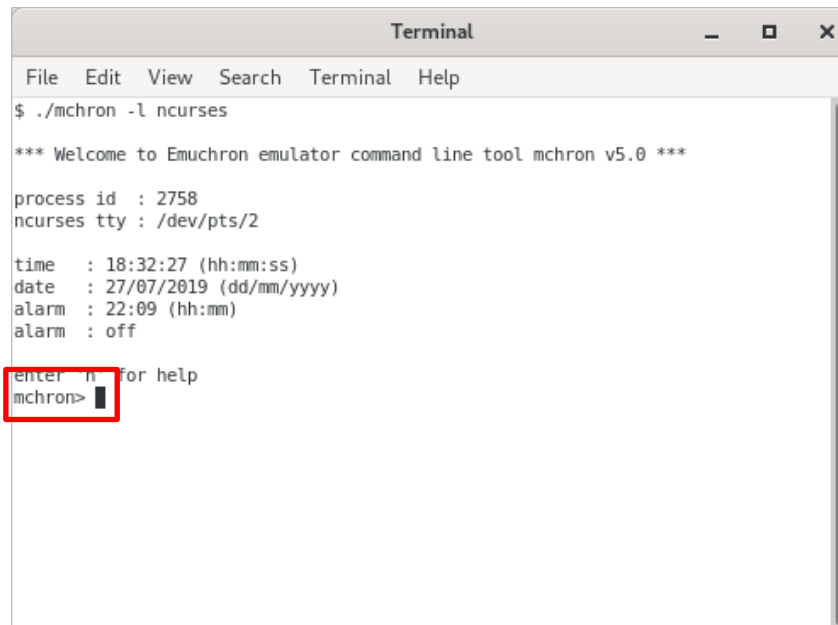 Terminal
File Edit View Search Terminal Help
$ ./mchron -l ncurses
*** Welcome to Emuchron emulator command line tool mchron v5.0 ***
process id  : 2758
ncurses tty : /dev/pts/2
time   : 18:32:27 (hh:mm:ss)
date   : 27/07/2019 (dd/mm/yyyy)
alarm  : 22:09 (hh:mm)
alarm  : off
enter 'h' for help
mchron>